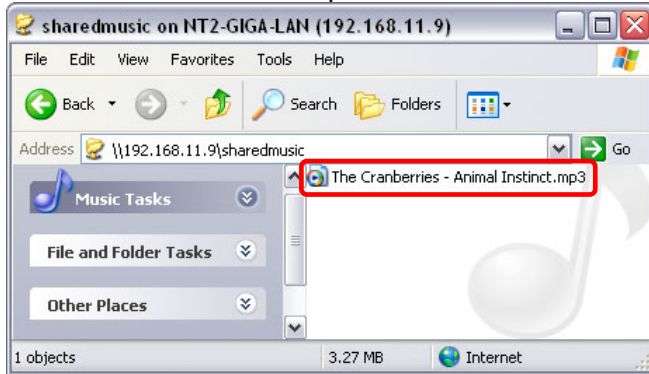 sharedmusic on NT2-GIGA-LAN (192.168.11.9)
File Edit View Favorites Tools Help
Back Search Folders
Address \\192.168.11.9\sharedmusic Go
Music Tasks
The Cranberries - Animal Instinct.mp3
File and Folder Tasks
Other Places
1 objects 3.27 MB Internet